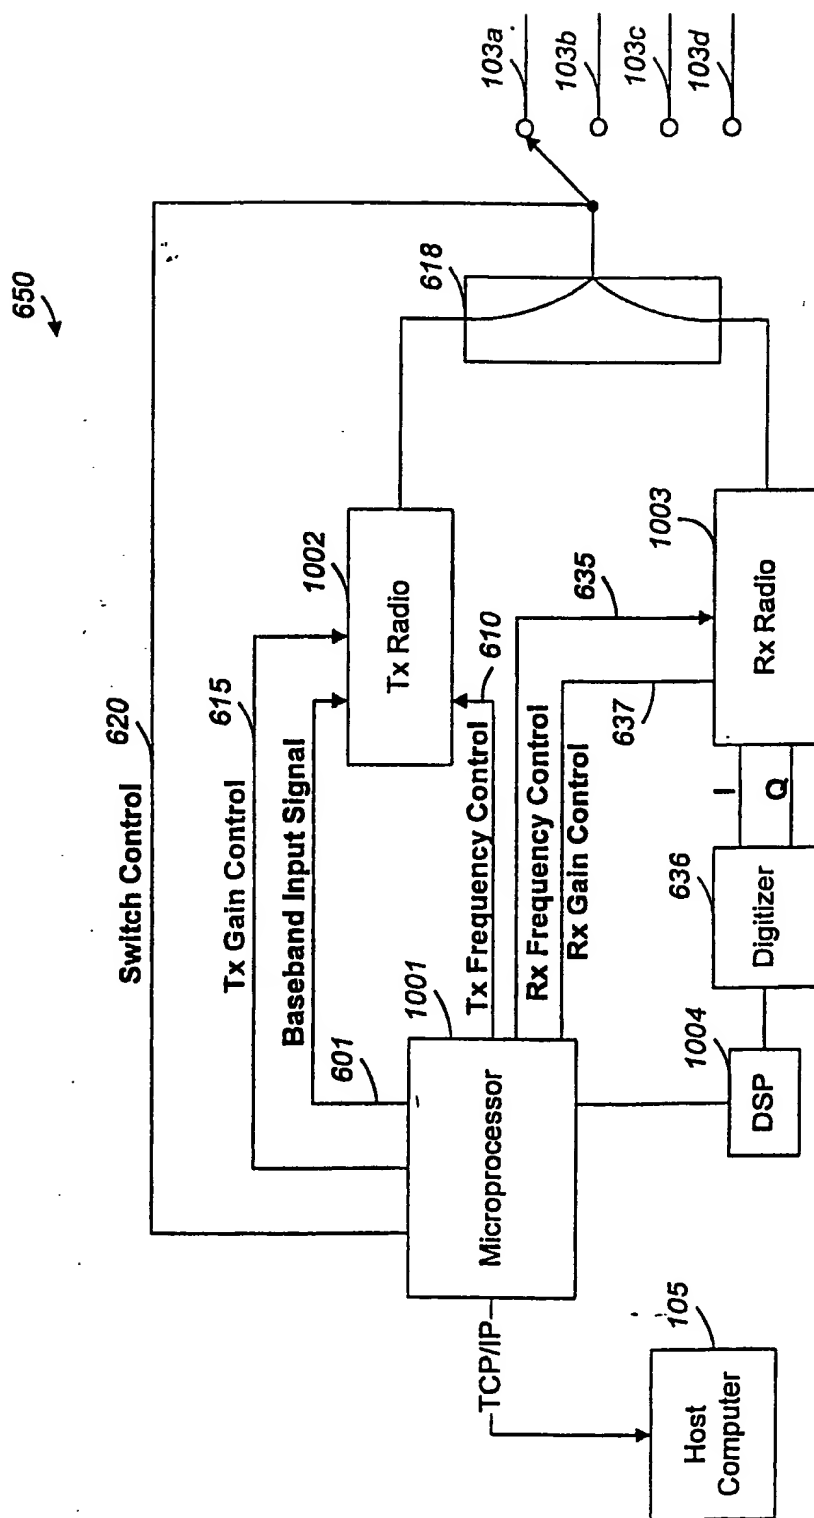 650
Switch Control
620
Tx Gain Control
615
Baseband Input Signal
601
Tx Frequency Control
610
Rx Frequency Control
635
Rx Gain Control
637
Microprocessor
1001
Tx Radio
1002
618
103a
103b
103c
103d
TCP/IP
Host
Computer
105
DSP
1004
Digitizer
636
I
Q
Rx Radio
1003